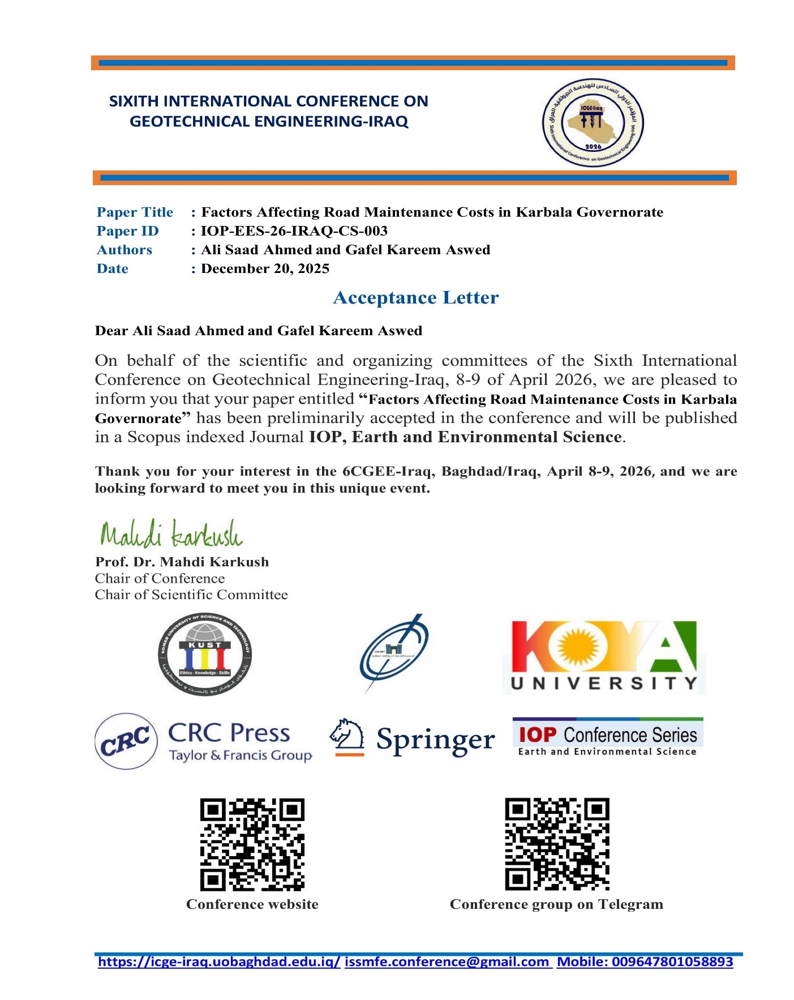 SIXITH INTERNATIONAL CONFERENCE ON
GEOTECHNICAL ENGINEERING-IRAQ
المؤتمر الدولي السادس للهندسة الجيوتقنية-العراق
ICGE-Iraq
2026
Sixth International Conference on Geotechnical Engineering-Iraq
Paper Title : Factors Affecting Road Maintenance Costs in Karbala Governorate
Paper ID : IOP-EES-26-IRAQ-CS-003
Authors : Ali Saad Ahmed and Gafel Kareem Aswed
Date : December 20, 2025
Acceptance Letter
Dear Ali Saad Ahmed and Gafel Kareem Aswed
On behalf of the scientific and organizing committees of the Sixth International
Conference on Geotechnical Engineering-Iraq, 8-9 of April 2026, we are pleased to
inform you that your paper entitled “Factors Affecting Road Maintenance Costs in Karbala
Governorate” has been preliminarily accepted in the conference and will be published
in a Scopus indexed Journal IOP, Earth and Environmental Science.
Thank you for your interest in the 6CGEE-Iraq, Baghdad/Iraq, April 8-9, 2026, and we are
looking forward to meet you in this unique event.
Mahdi Karkush
Prof. Dr. Mahdi Karkush
Chair of Conference
Chair of Scientific Committee
KOMAR UNIVERSITY OF SCIENCE AND TECHNOLOGY
KUST
Ethics - Knowledge - Skills
زانكۆی كۆمار بۆ زانست و تەكنەلۆجيا
KOYA
UNIVERSITY
CRC
CRC Press
Taylor & Francis Group
Springer
IOP Conference Series
Earth and Environmental Science
Conference website
Conference group on Telegram
https://icge-iraq.uobaghdad.edu.iq/ issmfe.conference@gmail.com Mobile: 009647801058893